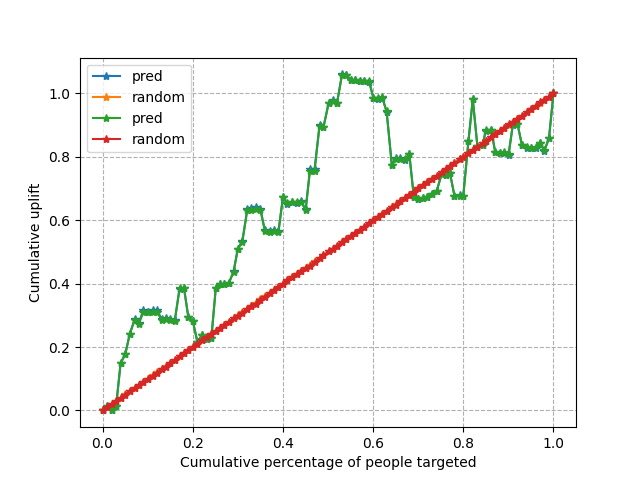 pred
random
pred
random
Cumulative uplift
1.0
0.8
0.6
0.4
0.2
0.0
0.0 0.2 0.4 0.6 0.8 1.0
Cumulative percentage of people targeted